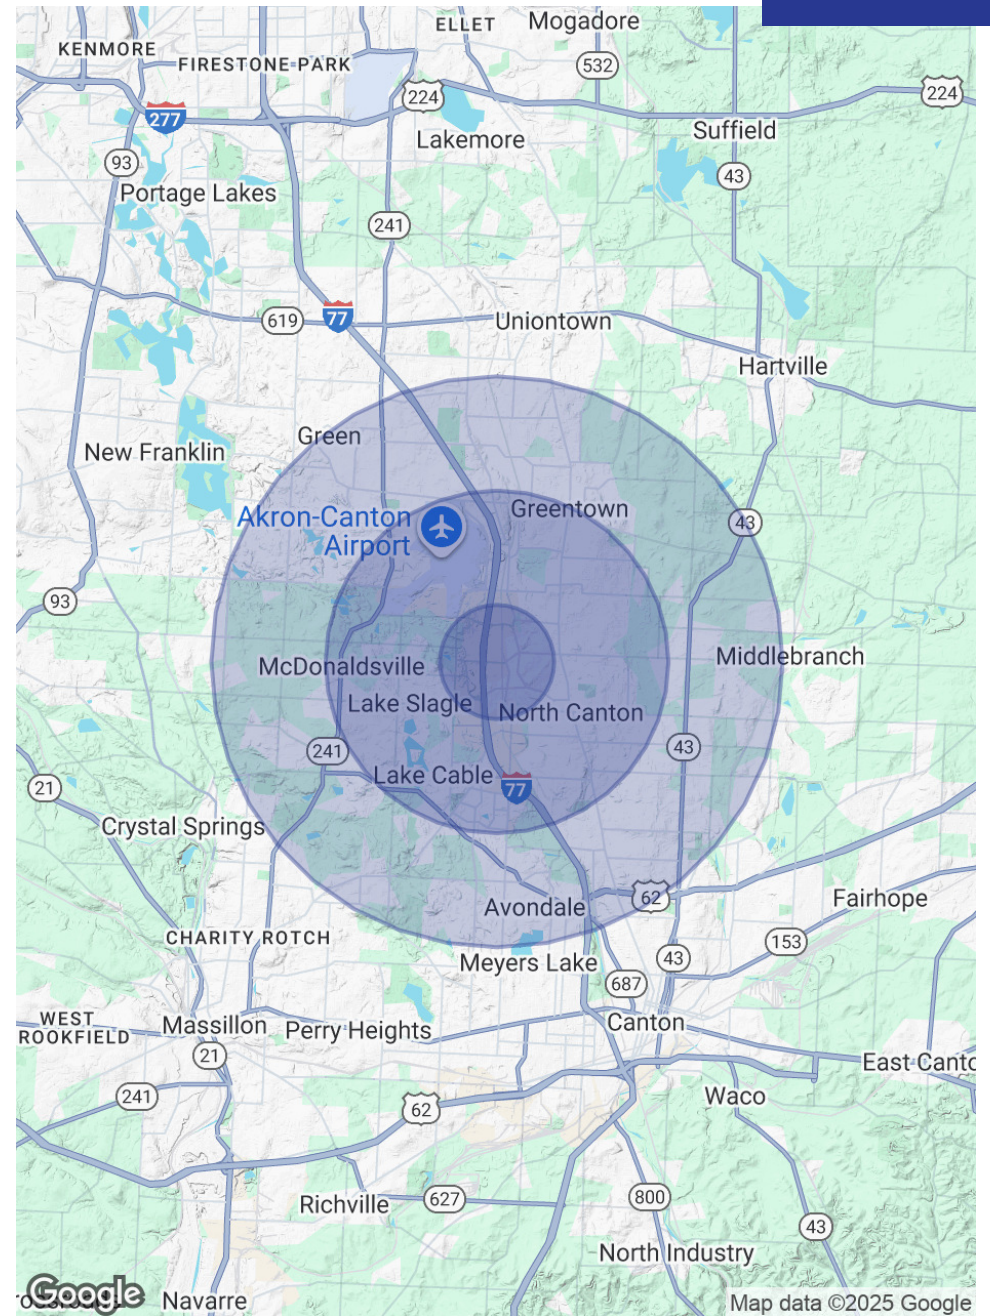 ELLET
Mogadore
KENMORE
FIRESTONE PARK
532
224
224
277
Lakemore
Suffield
93
43
Portage Lakes
241
619
77
Uniontown
Hartville
Green
New Franklin
Greentown
Akron-Canton
Airport
43
93
McDonaldsville
Middlebranch
Lake Slagle
North Canton
241
43
Lake Cable
77
21
Crystal Springs
62
Fairhope
Avondale
CHARITY ROTCH
153
43
Meyers Lake
687
WEST
ROOKFIELD
Massillon
Perry Heights
Canton
21
East Canto
241
62
Waco
Richville
627
800
43
North Industry
Google
Navarre
Map data ©2025 Google